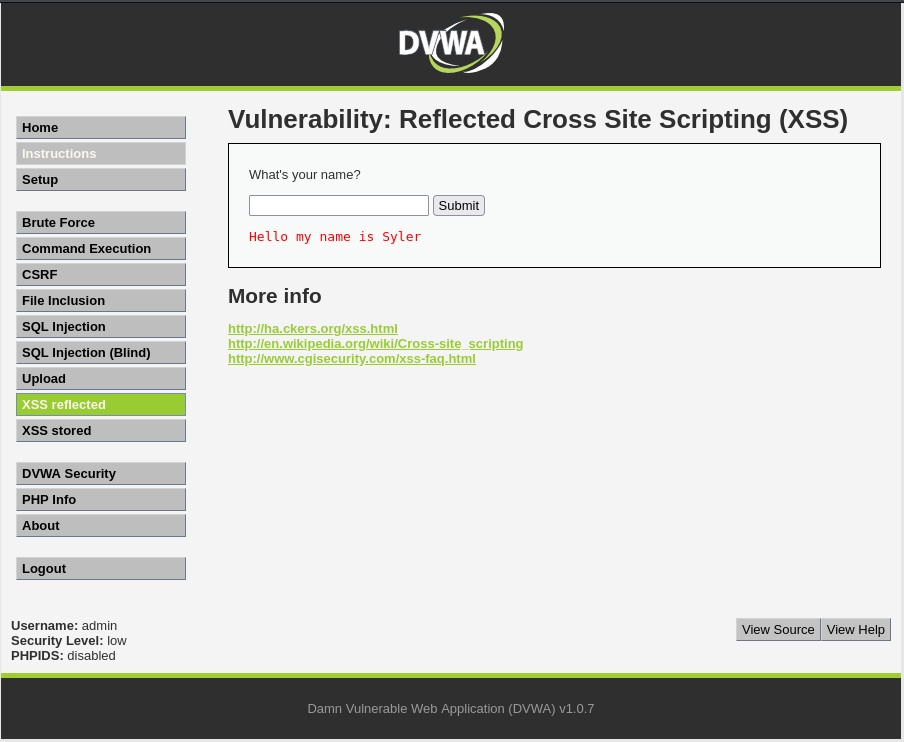 DVWA
Vulnerability: Reflected Cross Site Scripting (XSS)
Home
Instructions
Setup
Brute Force
Command Execution
CSRF
File Inclusion
SQL Injection
SQL Injection (Blind)
Upload
XSS reflected
XSS stored
DVWA Security
PHP Info
About
Logout
What's your name?
Submit
Hello my name is Syler
More info
http://ha.ckers.org/xss.html
http://en.wikipedia.org/wiki/Cross-site_scripting
http://www.cgisecurity.com/xss-faq.html
Username: admin
Security Level: low
PHPIDS: disabled
View Source View Help
Damn Vulnerable Web Application (DVWA) v1.0.7